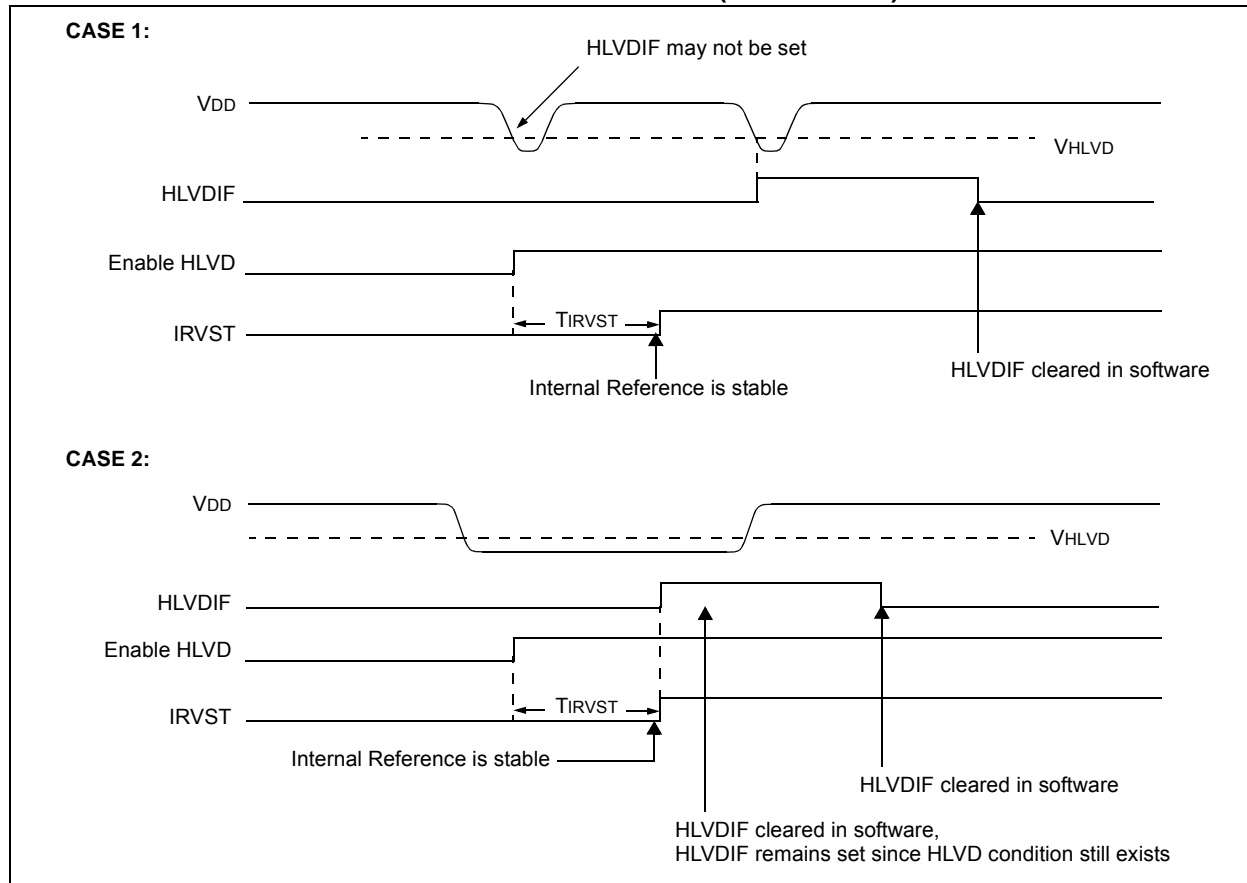 CASE 1:
HLVDIF may not be set
VDD
VHLVD
HLVDIF
Enable HLVD
TIRVST
IRVST
HLVDIF cleared in software
Internal Reference is stable
CASE 2:
VDD
VHLVD
HLVDIF
Enable HLVD
TIRVST
IRVST
Internal Reference is stable
HLVDIF cleared in software
HLVDIF cleared in software,
HLVDIF remains set since HLVD condition still exists